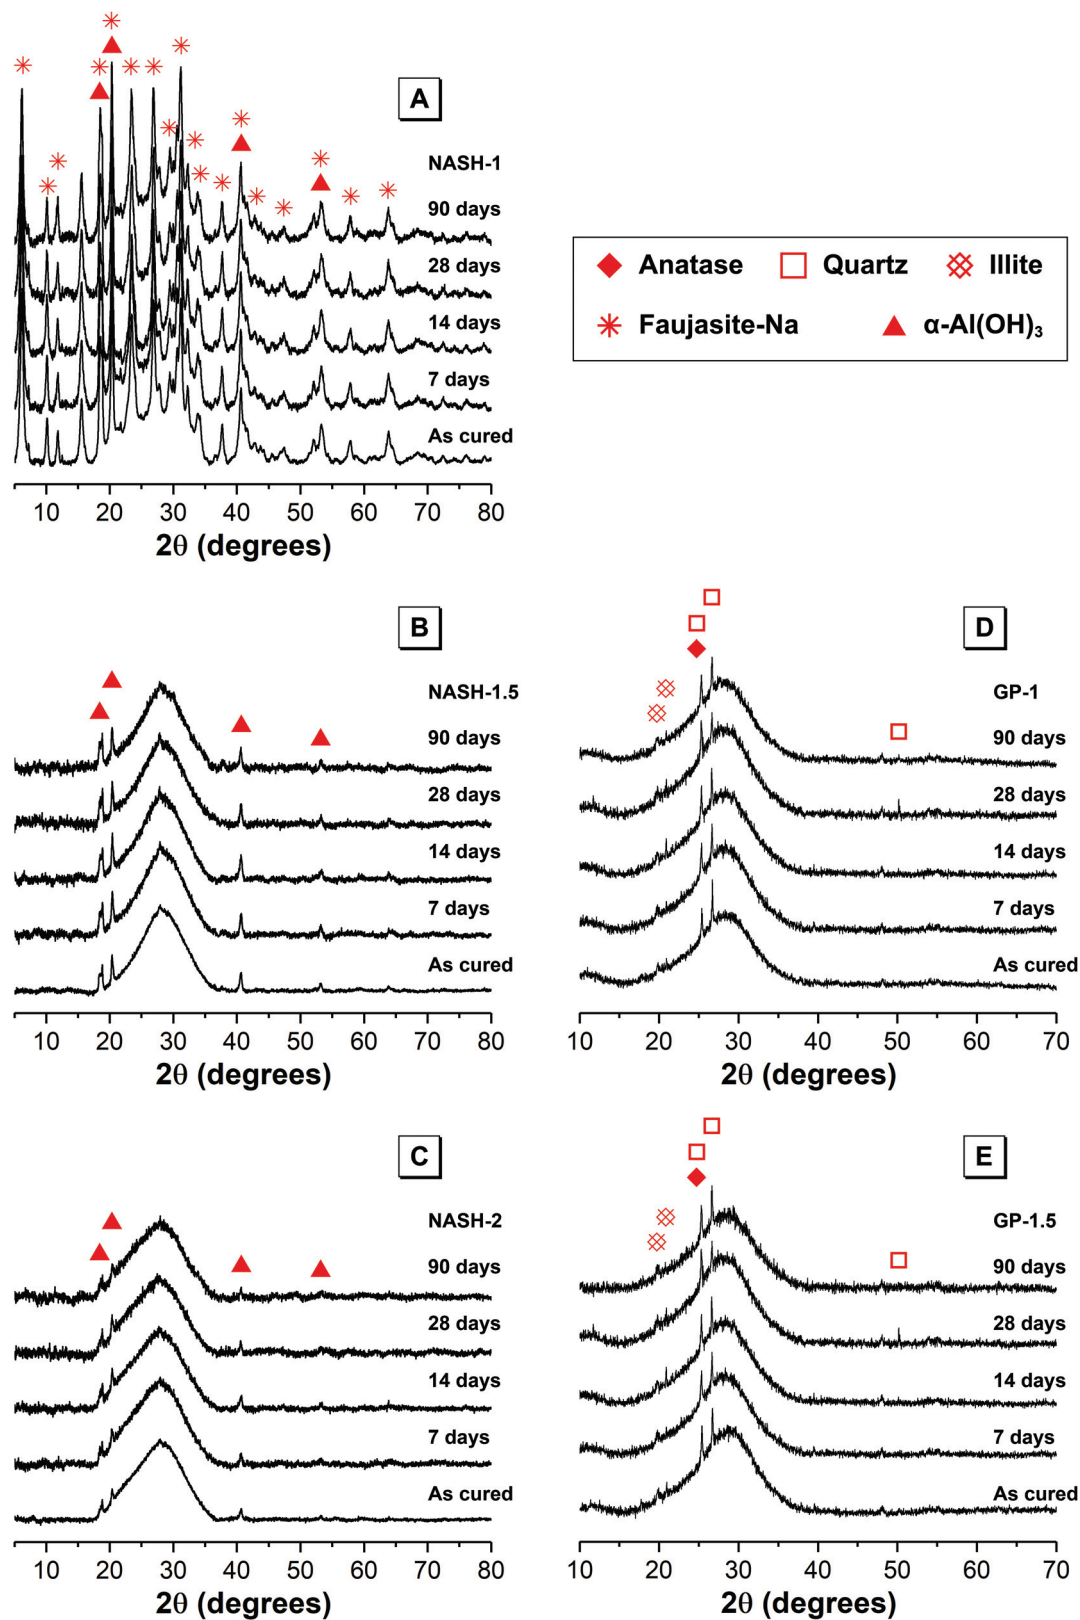 A
NASH-1
90 days
28 days
14 days
7 days
As cured
10 20 30 40 50 60 70 80
2θ (degrees)
Anatase Quartz Illite
Faujasite-Na α-Al(OH)₃
B
NASH-1.5
90 days
28 days
14 days
7 days
As cured
10 20 30 40 50 60 70 80
2θ (degrees)
D
GP-1
90 days
28 days
14 days
7 days
As cured
10 20 30 40 50 60 70
2θ (degrees)
C
NASH-2
90 days
28 days
14 days
7 days
As cured
10 20 30 40 50 60 70 80
2θ (degrees)
E
GP-1.5
90 days
28 days
14 days
7 days
As cured
10 20 30 40 50 60 70
2θ (degrees)